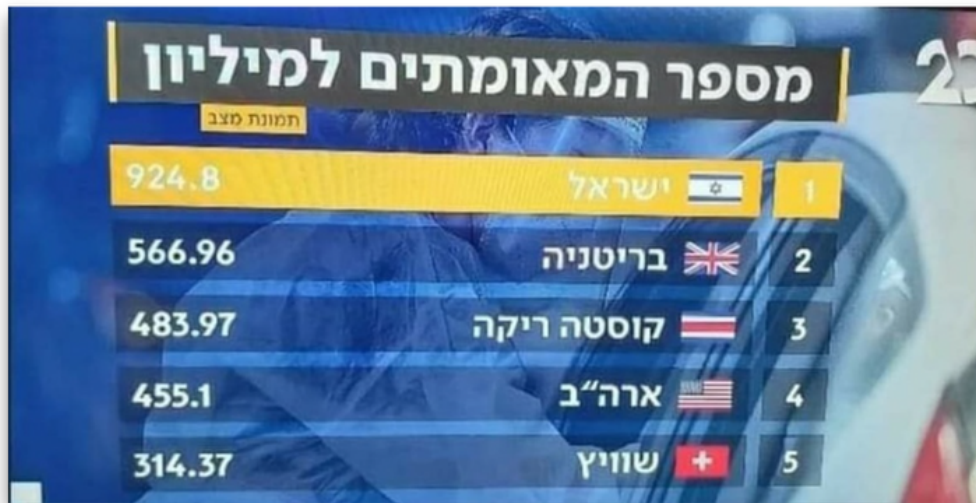 מספר המאומתים למיליון
תמונת מצב
1 ישראל 924.8
2 בריטניה 566.96
3 קוסטה ריקה 483.97
4 ארה״ב 455.1
5 שוויץ 314.37